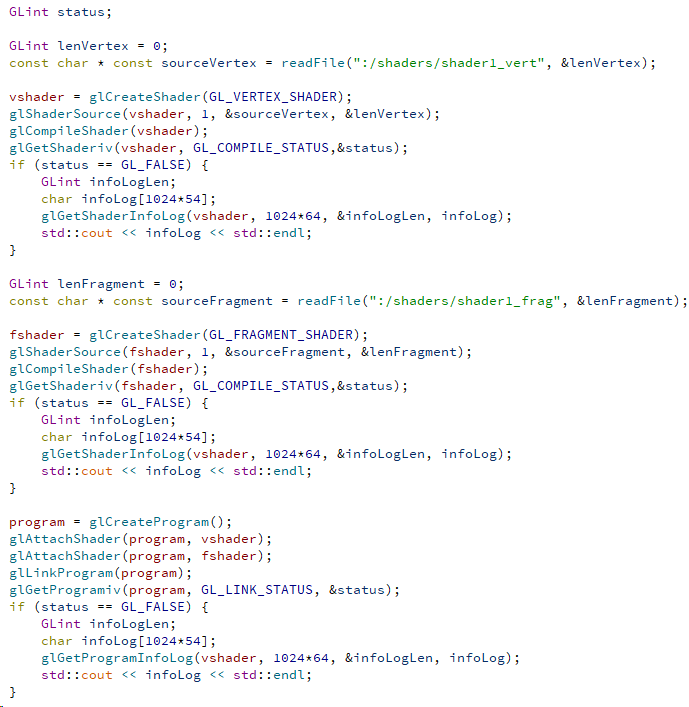 GLint status;
GLint lenVertex = 0;
const char * const sourceVertex = readFile(":/shaders/shader1_vert", &lenVertex);
vshader = glCreateShader(GL_VERTEX_SHADER);
glShaderSource(vshader, 1, &sourceVertex, &lenVertex);
glCompileShader(vshader);
glGetShaderiv(vshader, GL_COMPILE_STATUS,&status);
if (status == GL_FALSE) {
    GLint infoLogLen;
    char infoLog[1024*54];
    glGetShaderInfoLog(vshader, 1024*64, &infoLogLen, infoLog);
    std::cout << infoLog << std::endl;
}
GLint lenFragment = 0;
const char * const sourceFragment = readFile(":/shaders/shader1_frag", &lenFragment);
fshader = glCreateShader(GL_FRAGMENT_SHADER);
glShaderSource(fshader, 1, &sourceFragment, &lenFragment);
glCompileShader(fshader);
glGetShaderiv(fshader, GL_COMPILE_STATUS,&status);
if (status == GL_FALSE) {
    GLint infoLogLen;
    char infoLog[1024*54];
    glGetShaderInfoLog(vshader, 1024*64, &infoLogLen, infoLog);
    std::cout << infoLog << std::endl;
}
program = glCreateProgram();
glAttachShader(program, vshader);
glAttachShader(program, fshader);
glLinkProgram(program);
glGetProgramiv(program, GL_LINK_STATUS, &status);
if (status == GL_FALSE) {
    GLint infoLogLen;
    char infoLog[1024*54];
    glGetProgramInfoLog(vshader, 1024*64, &infoLogLen, infoLog);
    std::cout << infoLog << std::endl;
}